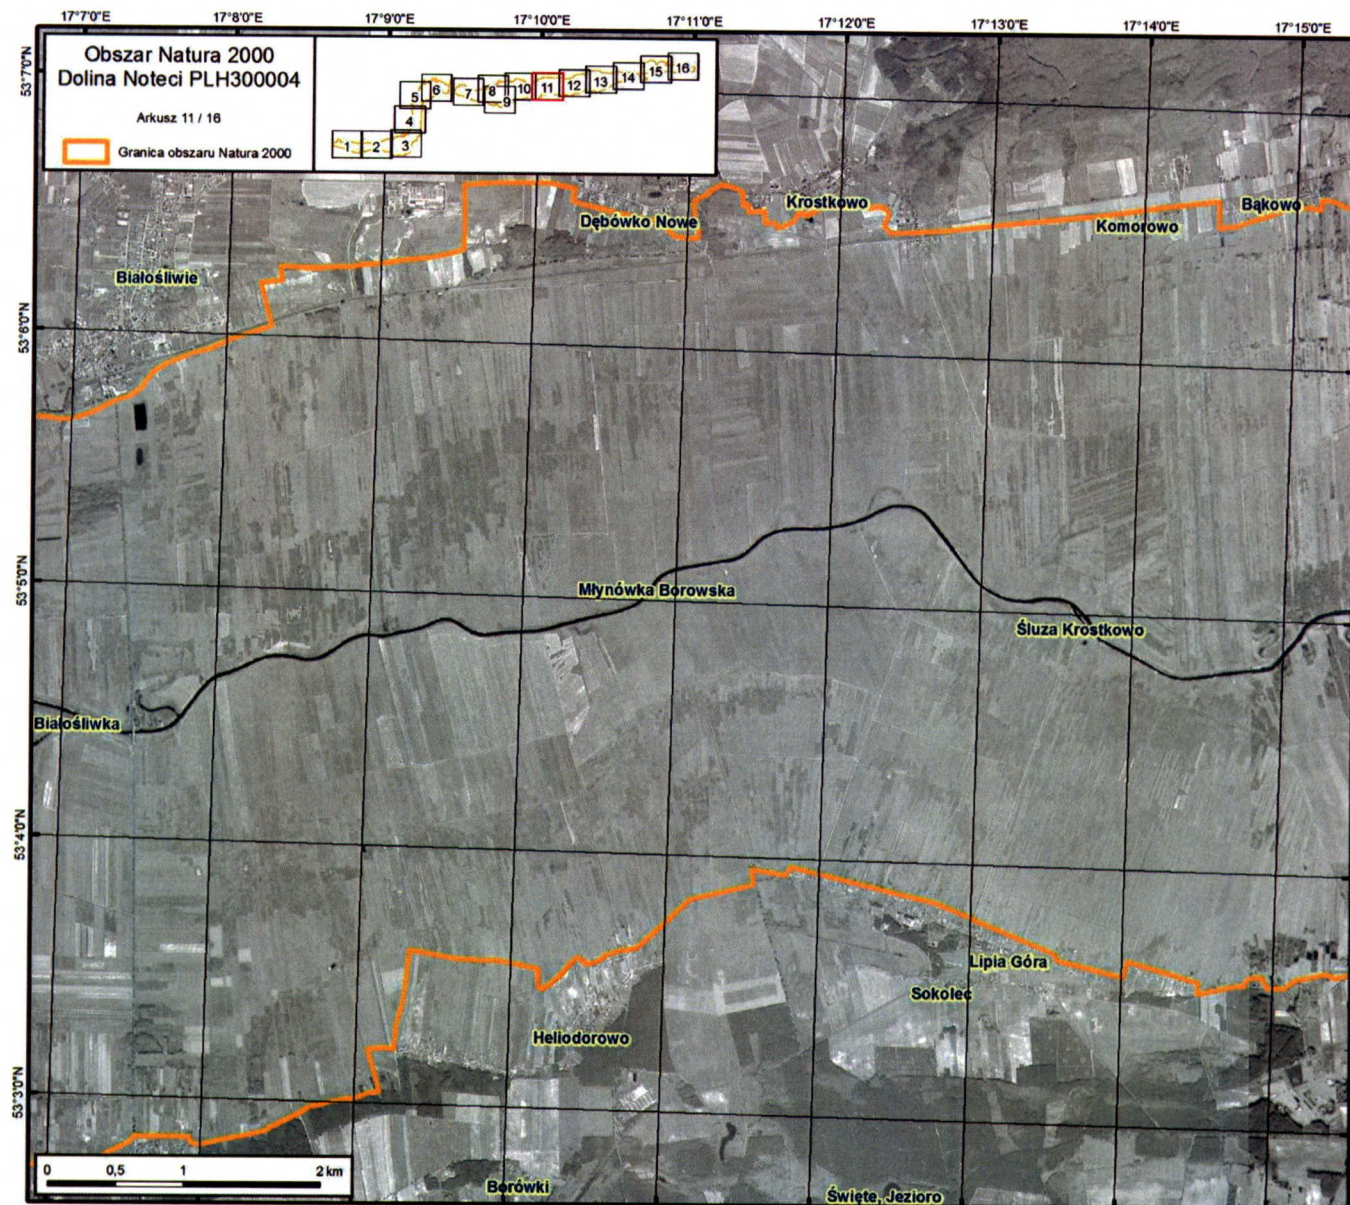 17°7'0"E 17°8'0"E 17°9'0"E 17°10'0"E 17°11'0"E 17°12'0"E 17°13'0"E 17°14'0"E 17°15'0"E
Obszar Natura 2000
Dolina Noteci PLH300004
Arkusz 11 / 16
Granica obszaru Natura 2000
1 2 3 4 5 6 7 8 9 10 11 12 13 14 15 16
53°7'0"N
Krostkowo
Bąkowo
Dębówko Nowe
Komorowo
Białośliwie
53°6'0"N
53°5'0"N
Młynówka Borowska
Śluza Krostkowo
Białośliwka
53°4'0"N
Lipia Góra
Sokolec
Heliodorowo
53°3'0"N
0 0,5 1 2 km
Borówki
Święte, Jezioro